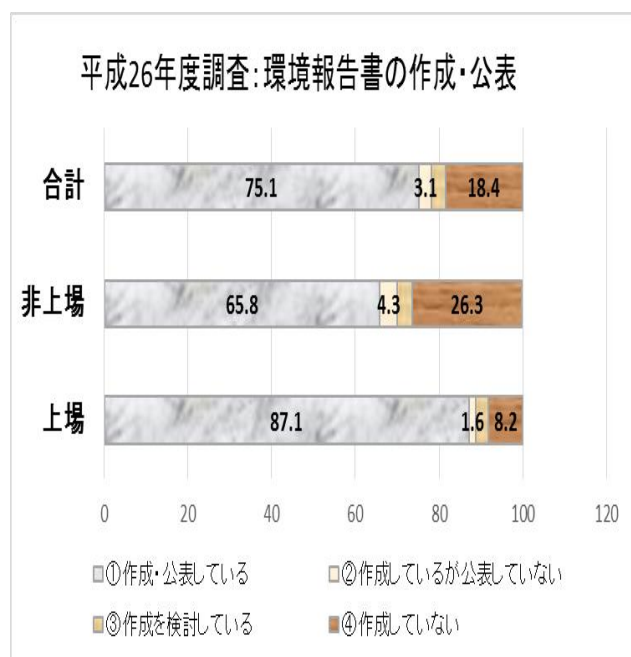 平成26年度調査:環境報告書の作成・公表
合計
75.1 3.1 18.4
非上場
65.8 4.3 26.3
上場
87.1 1.6 8.2
0 20 40 60 80 100 120
①作成・公表している ②作成しているが公表していない
③作成を検討している ④作成していない